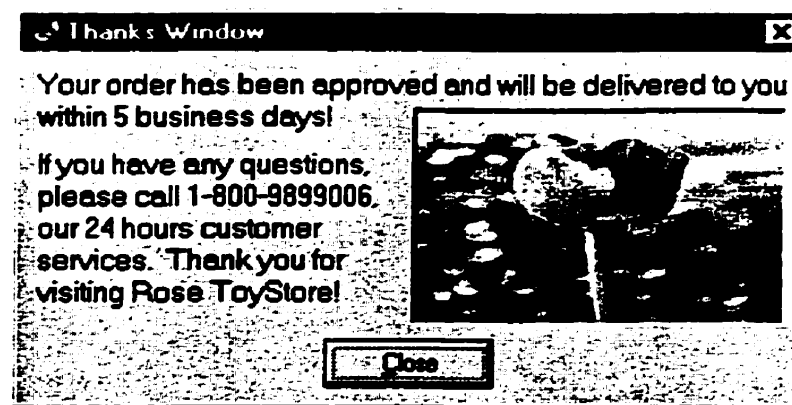 Thanks Window
Your order has been approved and will be delivered to you
within 5 business days!
If you have any questions,
please call 1-800-9899006,
our 24 hours customer
services. Thank you for
visiting Rose ToyStore!
Close